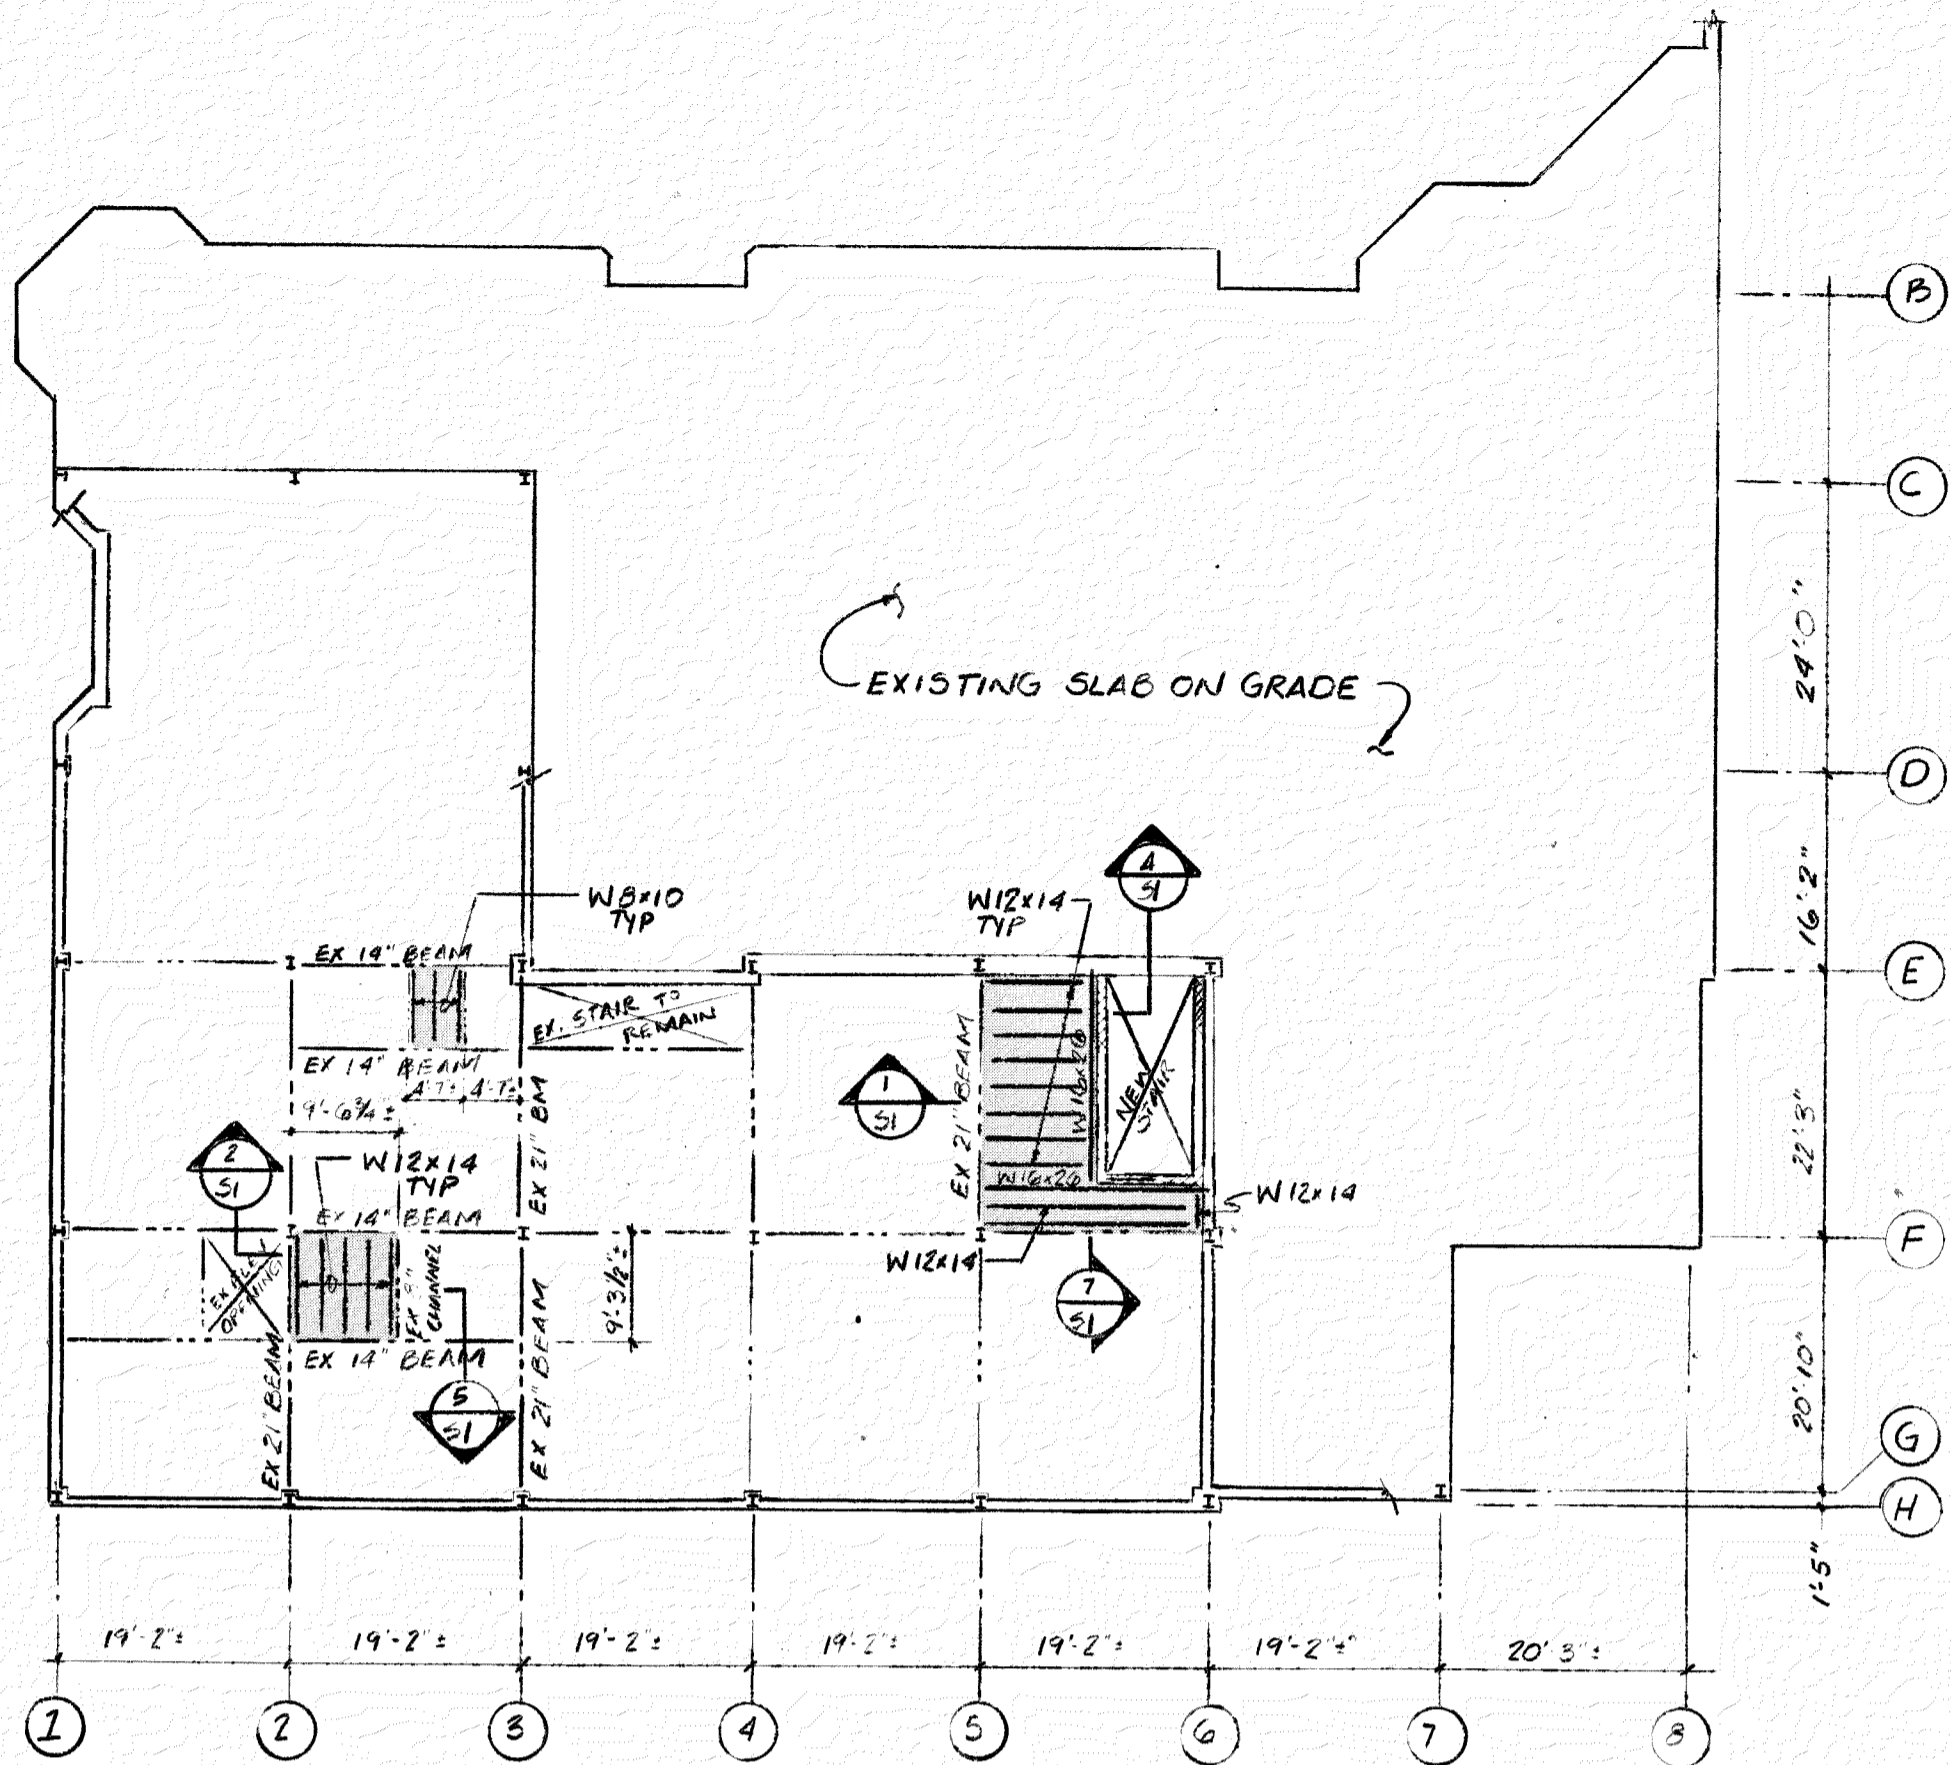 B
C
24'-0"
EXISTING SLAB ON GRADE
D
16'-2"
4
S1
W8x10
TYP
W12x14
TYP
EX 14" BEAM
E
EX. STAIR TO
REMAIN
EX 14" BEAM
4'-7± 4'-7±
9'-6¾"±
EX 21" BM
1
S1
EX 21" BEAM
W16x26
NEW
STAIR
22'-3"
2
S1
W12x14
TYP
W16x26
W12x14
EX 14" BEAM
F
W12x14
EX ELEV
OPENING
CHANNEL
9'-3½"±
7
S1
EX 14" BEAM
EX 21" BEAM
EX 21" BEAM
5
S1
20'-10"
G
H
1'-5"
19'-2"±
19'-2"±
19'-2"±
19'-2"±
19'-2"±
19'-2"±
20'-3"±
1
2
3
4
5
6
7
8